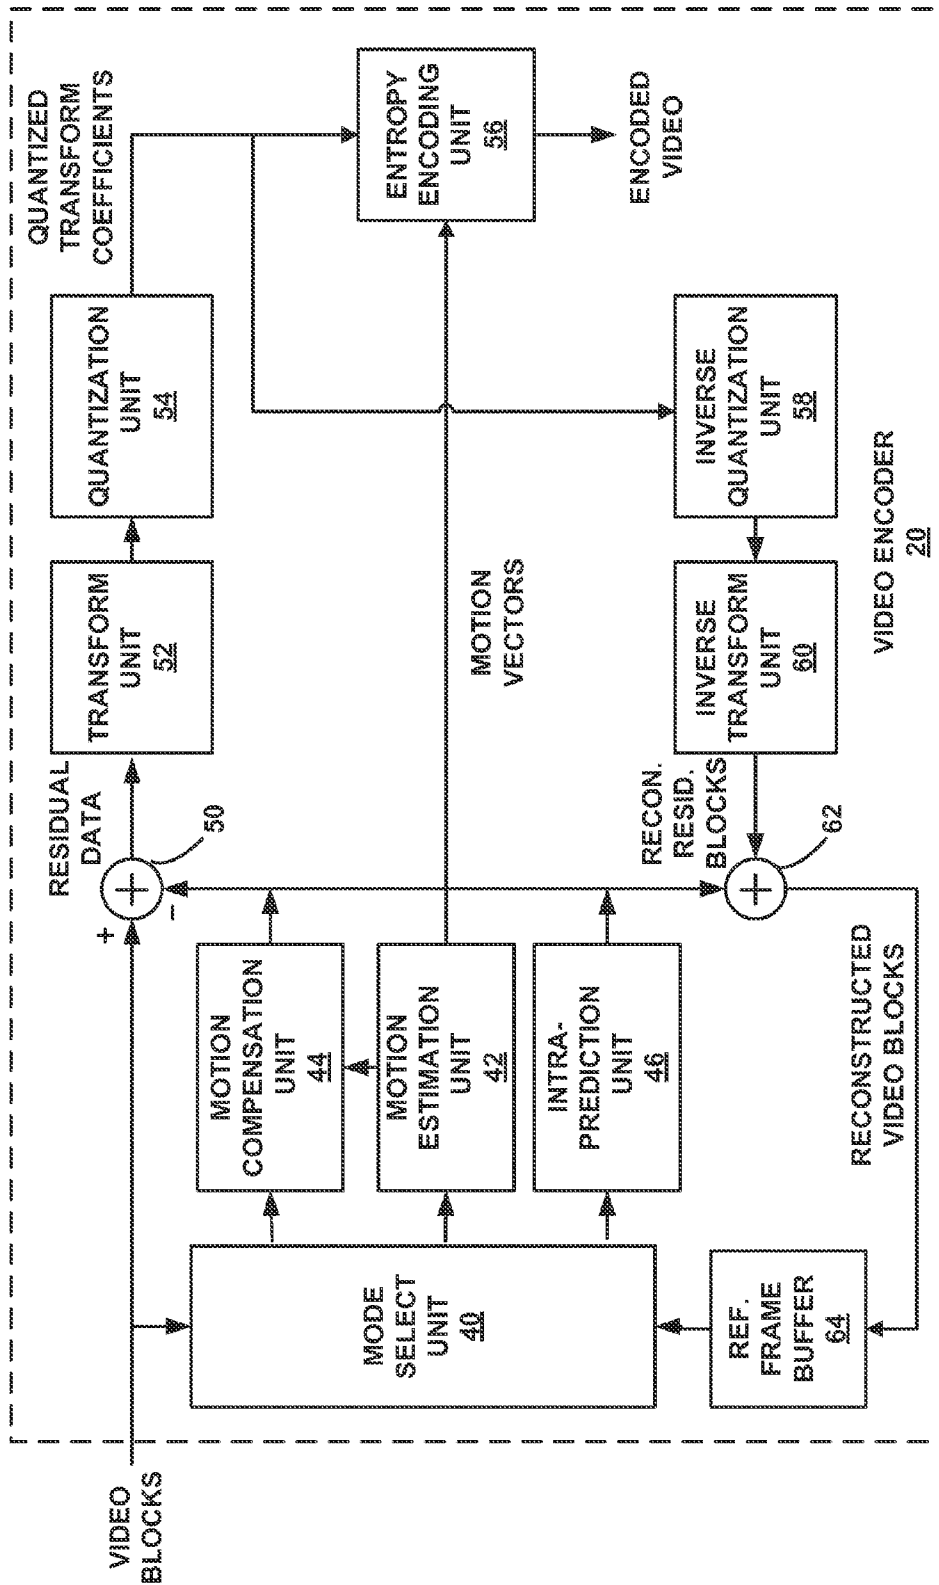 VIDEO
BLOCKS
+
−
50
RESIDUAL
DATA
TRANSFORM
UNIT
52
QUANTIZATION
UNIT
54
QUANTIZED
TRANSFORM
COEFFICIENTS
MODE
SELECT
UNIT
40
MOTION
COMPENSATION
UNIT
44
MOTION
ESTIMATION
UNIT
42
INTRA-
PREDICTION
UNIT
46
MOTION
VECTORS
ENTROPY
ENCODING
UNIT
56
ENCODED
VIDEO
REF.
FRAME
BUFFER
64
RECONSTRUCTED
VIDEO BLOCKS
RECON.
RESID.
BLOCKS
62
INVERSE
TRANSFORM
UNIT
60
INVERSE
QUANTIZATION
UNIT
58
VIDEO ENCODER
20